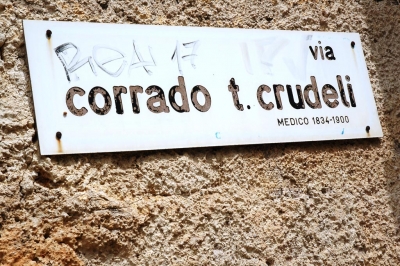 via
corrado t. crudeli
MEDICO 1834-1900